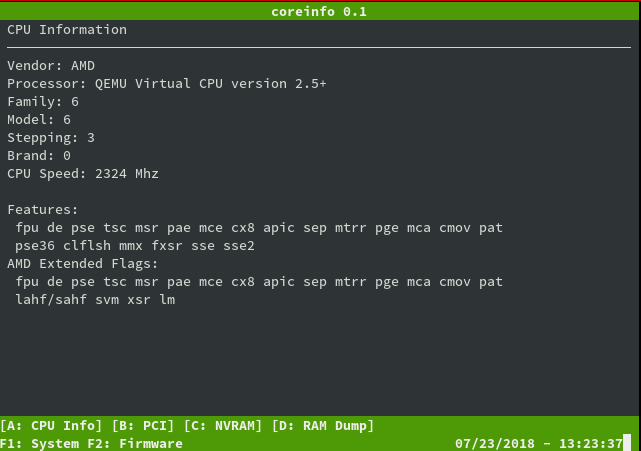 coreinfo 0.1
CPU Information
Vendor: AMD
Processor: QEMU Virtual CPU version 2.5+
Family: 6
Model: 6
Stepping: 3
Brand: 0
CPU Speed: 2324 Mhz
Features:
fpu de pse tsc msr pae mce cx8 apic sep mtrr pge mca cmov pat
pse36 clflsh mmx fxsr sse sse2
AMD Extended Flags:
fpu de pse tsc msr pae mce cx8 apic sep mtrr pge mca cmov pat
lahf/sahf svm xsr lm
[A: CPU Info] [B: PCI] [C: NVRAM] [D: RAM Dump]
F1: System F2: Firmware 07/23/2018 – 13:23:37